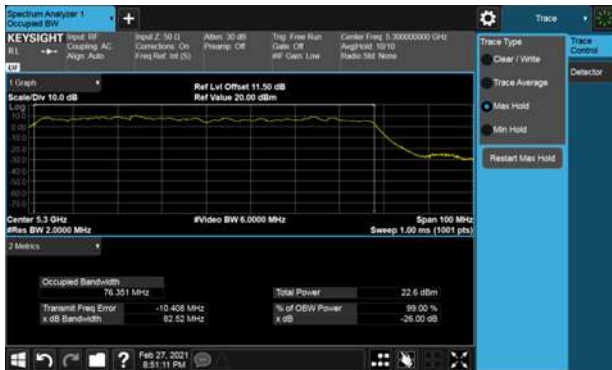 Spectrum Analyzer 1
Occupied BW
+
Trace
KEYSIGHT Input: RF Input Z: 50 Ω Atten: 30 dB Trig: Free Run Center Freq: 5.300000000 GHz
RL Coupling: AC Corrections: On Preamp: Off Gate: Off Avg|Hold: 10/10
Align: Auto Freq Ref: Int (S) #IF Gain: Low Radio Std: None
Trace Type
Clear / Write
Trace Average
Max Hold
Min Hold
Restart Max Hold
Trace
Control
Detector
1 Graph
Ref Lvl Offset 11.50 dB
Scale/Div 10.0 dB Ref Value 20.00 dBm
Log
10.0
0.00
-10.0
-20.0
-30.0
-40.0
-50.0
-60.0
-70.0
Center 5.3 GHz #Video BW 6.0000 MHz Span 100 MHz
#Res BW 2.0000 MHz Sweep 1.00 ms (1001 pts)
2 Metrics
Occupied Bandwidth
76.351 MHz Total Power 22.6 dBm
Transmit Freq Error -10.408 MHz % of OBW Power 99.00 %
x dB Bandwidth 82.52 MHz x dB -26.00 dB
? Feb 27, 2021
8:51:11 PM